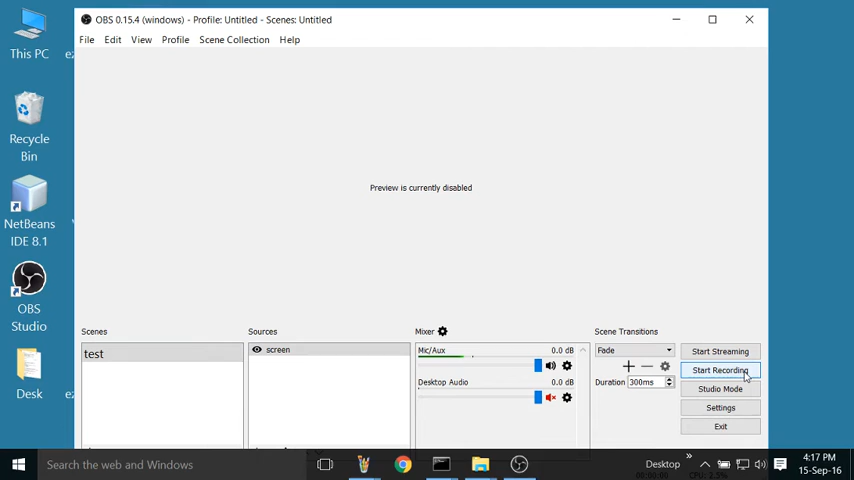 OBS 0.15.4 (windows) - Profile: Untitled - Scenes: Untitled
File Edit View Profile Scene Collection Help
This PC
Recycle
Bin
NetBeans
IDE 8.1
OBS
Studio
Desk
Preview is currently disabled
Scenes
test
Sources
screen
Mixer
Mic/Aux 0.0 dB
Desktop Audio 0.0 dB
Scene Transitions
Fade
Duration 300ms
Start Streaming
Start Recording
Studio Mode
Settings
Exit
Search the web and Windows
Desktop
4:17 PM
15-Sep-16